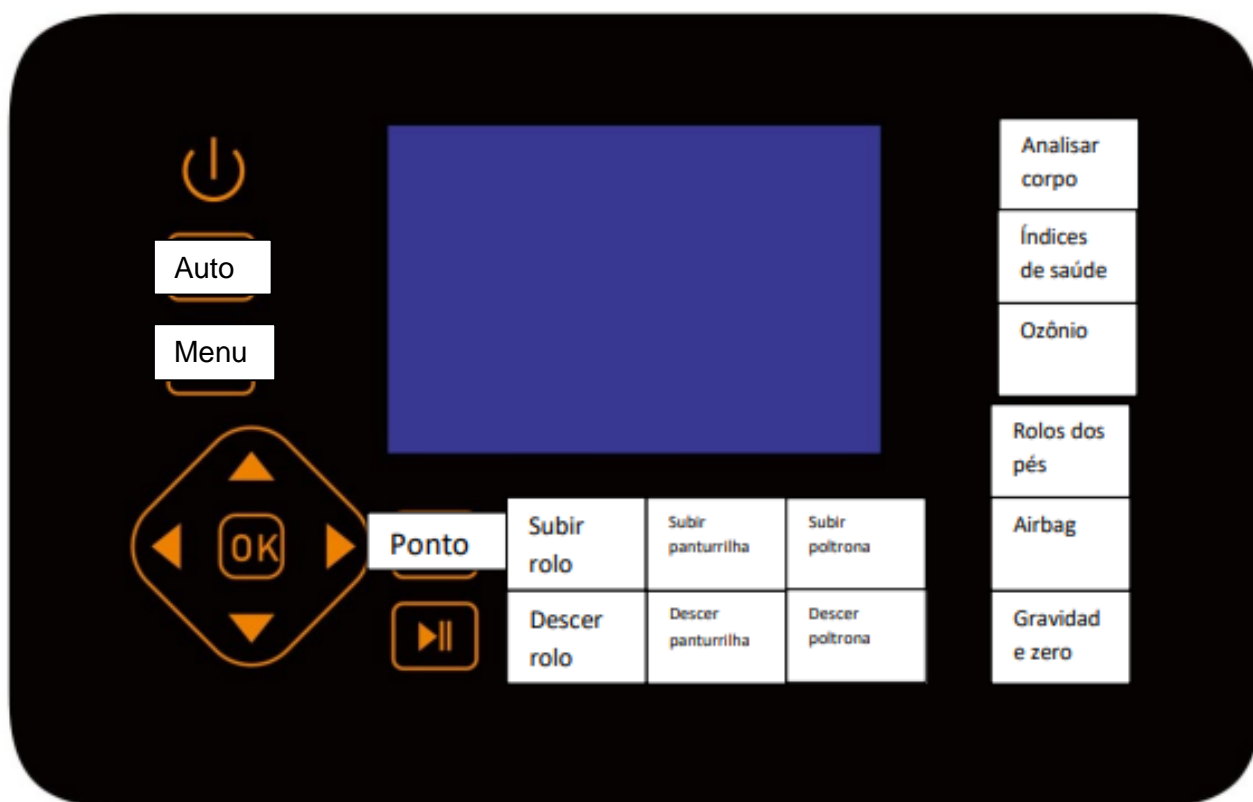 Auto
Menu
OK
Ponto
Subir
rolo
Subir
panturrilha
Subir
poltrona
Descer
rolo
Descer
panturrilha
Descer
poltrona
Analisar
corpo
Índices
de saúde
Ozônio
Rolos dos
pés
Airbag
Gravidad
e zero